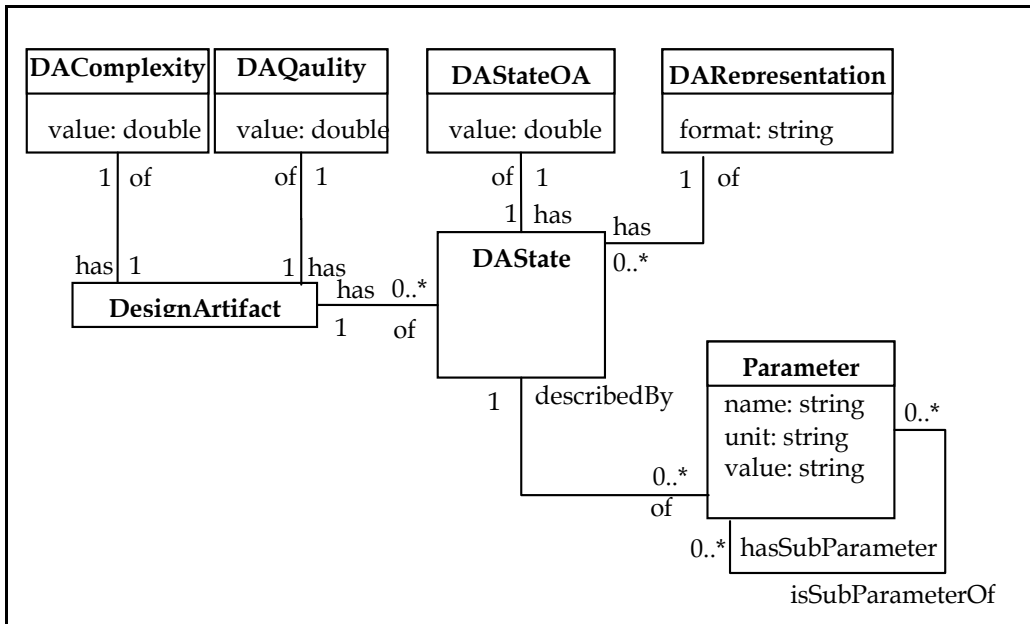 DAComplexity
value: double
DAQaulity
value: double
DAStateOA
value: double
DARepresentation
format: string
1 of
of 1
of 1
1 of
1 has
has
0..*
has 1
1 has
DAState
DesignArtifact
has 0..*
1 of
Parameter
name: string
unit: string
value: string
1 describedBy
0..*
0..*
of
0..* hasSubParameter
isSubParameterOf